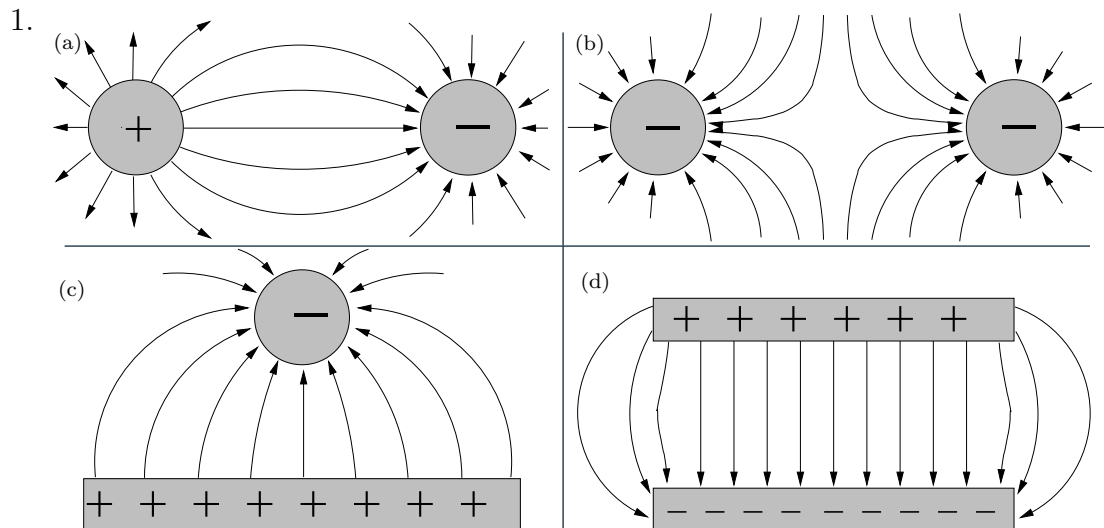 1.
(a)
(b)
+
−
−
−
(c)
(d)
−
+ + + + + +
+ + + + + + + +
− − − − − − − −